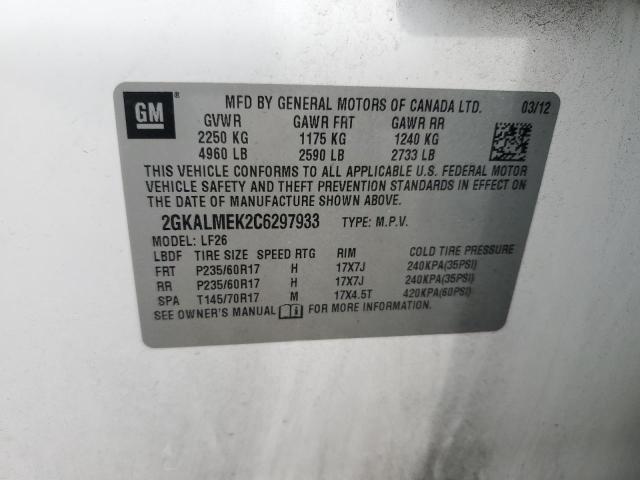 GM ®
MFD BY GENERAL MOTORS OF CANADA LTD. 03/12
GVWR GAWR FRT GAWR RR
2250 KG 1175 KG 1240 KG
4960 LB 2590 LB 2733 LB
THIS VEHICLE CONFORMS TO ALL APPLICABLE U.S. FEDERAL MOTOR
VEHICLE SAFETY AND THEFT PREVENTION STANDARDS IN EFFECT ON
THE DATE OF MANUFACTURE SHOWN ABOVE.
2GKALMEK2C6297933 TYPE: M.P.V.
MODEL: LF26
LBDF TIRE SIZE SPEED RTG RIM COLD TIRE PRESSURE
FRT P235/60R17 H 17X7J 240KPA(35PSI)
RR P235/60R17 H 17X7J 240KPA(35PSI)
SPA T145/70R17 M 17X4.5T 420KPA(60PSI)
SEE OWNER'S MANUAL FOR MORE INFORMATION.